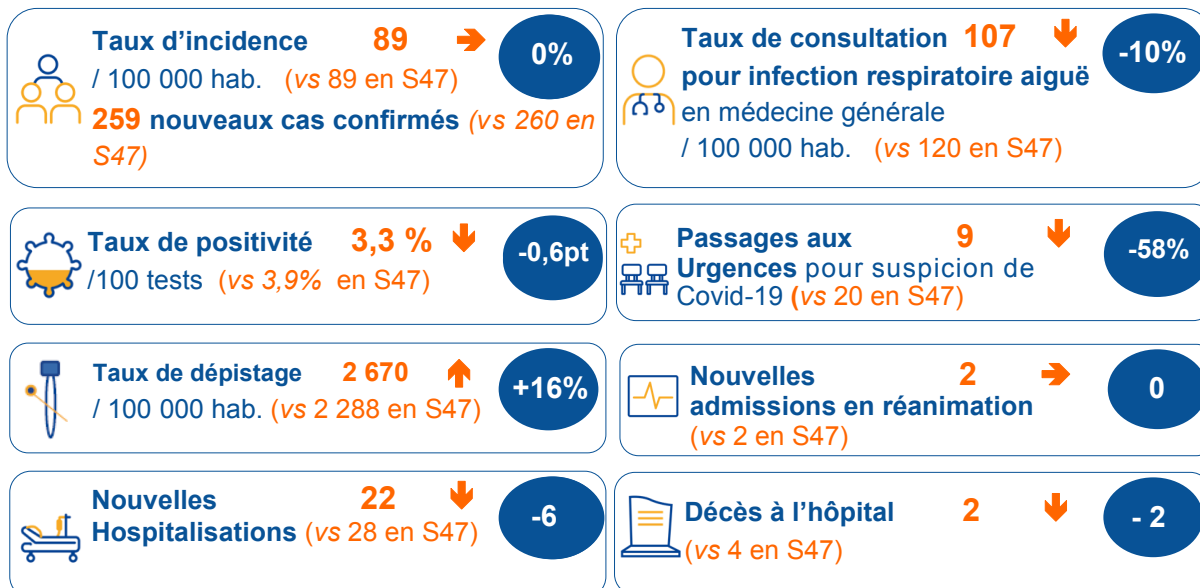 Taux d’incidence 89 0%
/ 100 000 hab. (vs 89 en S47)
259 nouveaux cas confirmés (vs 260 en
S47)
Taux de consultation 107 -10%
pour infection respiratoire aiguë
en médecine générale
/ 100 000 hab. (vs 120 en S47)
Taux de positivité 3,3 % -0,6pt
/100 tests (vs 3,9% en S47)
Passages aux 9 -58%
Urgences pour suspicion de
Covid-19 (vs 20 en S47)
Taux de dépistage 2 670 +16%
/ 100 000 hab. (vs 2 288 en S47)
Nouvelles 2 0
admissions en réanimation
(vs 2 en S47)
Nouvelles 22 -6
Hospitalisations (vs 28 en S47)
Décès à l’hôpital 2 - 2
(vs 4 en S47)